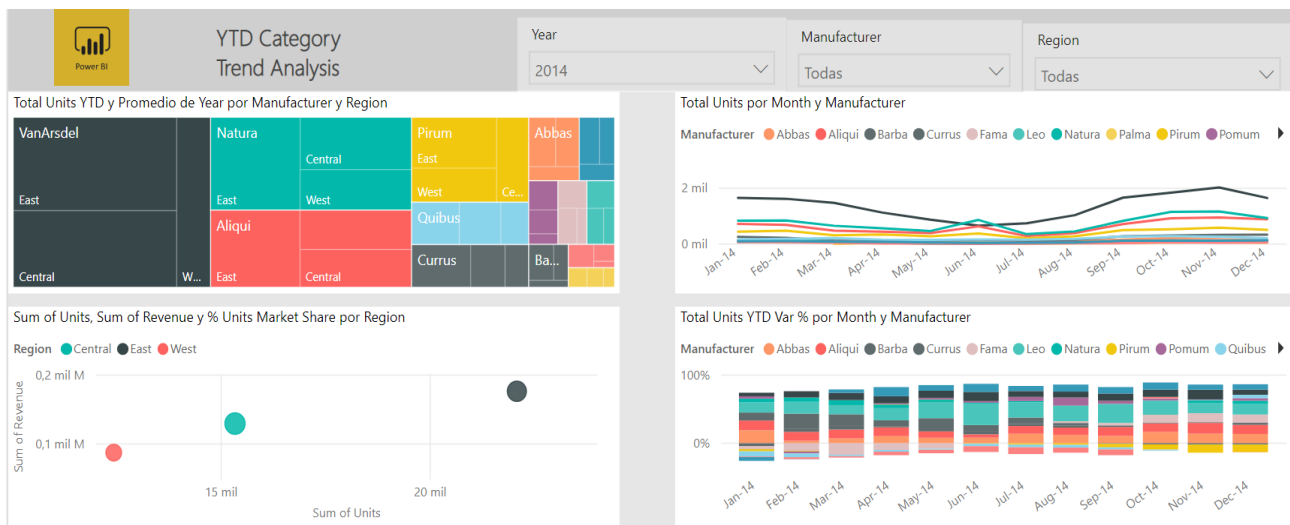 Power BI
YTD Category
Trend Analysis
Year
2014
Manufacturer
Todas
Region
Todas
Total Units YTD y Promedio de Year por Manufacturer y Region
VanArsdel
East
Central
W...
Natura
East
Central
West
Aliqui
East
Central
Pirum
East
West
Ce...
Quibus
Currus
Abbas
Ba...
Total Units por Month y Manufacturer
Manufacturer Abbas Aliqui Barba Currus Fama Leo Natura Palma Pirum Pomum
2 mil
0 mil
Jan-14 Feb-14 Mar-14 Apr-14 May-14 Jun-14 Jul-14 Aug-14 Sep-14 Oct-14 Nov-14 Dec-14
Sum of Units, Sum of Revenue y % Units Market Share por Region
Region Central East West
Sum of Revenue
0,2 mil M
0,1 mil M
15 mil 20 mil
Sum of Units
Total Units YTD Var % por Month y Manufacturer
Manufacturer Abbas Aliqui Barba Currus Fama Leo Natura Pirum Pomum Quibus
100%
0%
Jan-14 Feb-14 Mar-14 Apr-14 May-14 Jun-14 Jul-14 Aug-14 Sep-14 Oct-14 Nov-14 Dec-14